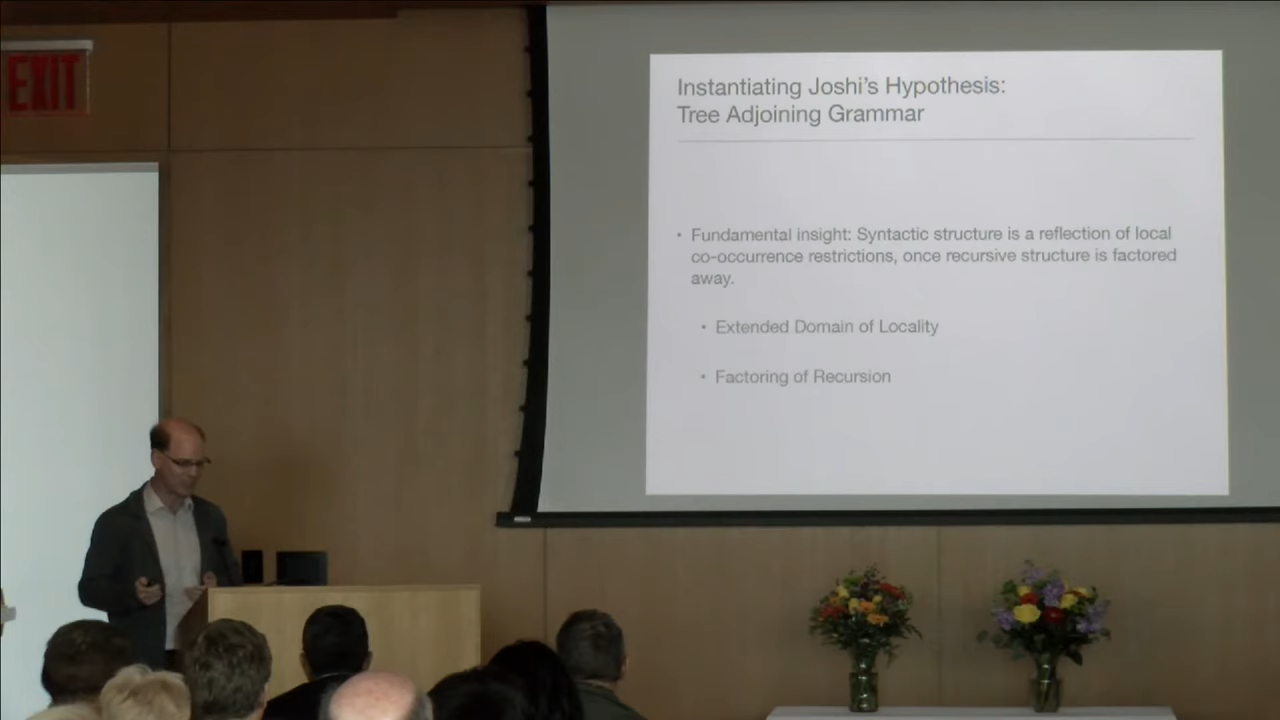 EXIT
Instantiating Joshi's Hypothesis:
Tree Adjoining Grammar
• Fundamental insight: Syntactic structure is a reflection of local
co-occurrence restrictions, once recursive structure is factored
away.
• Extended Domain of Locality
• Factoring of Recursion